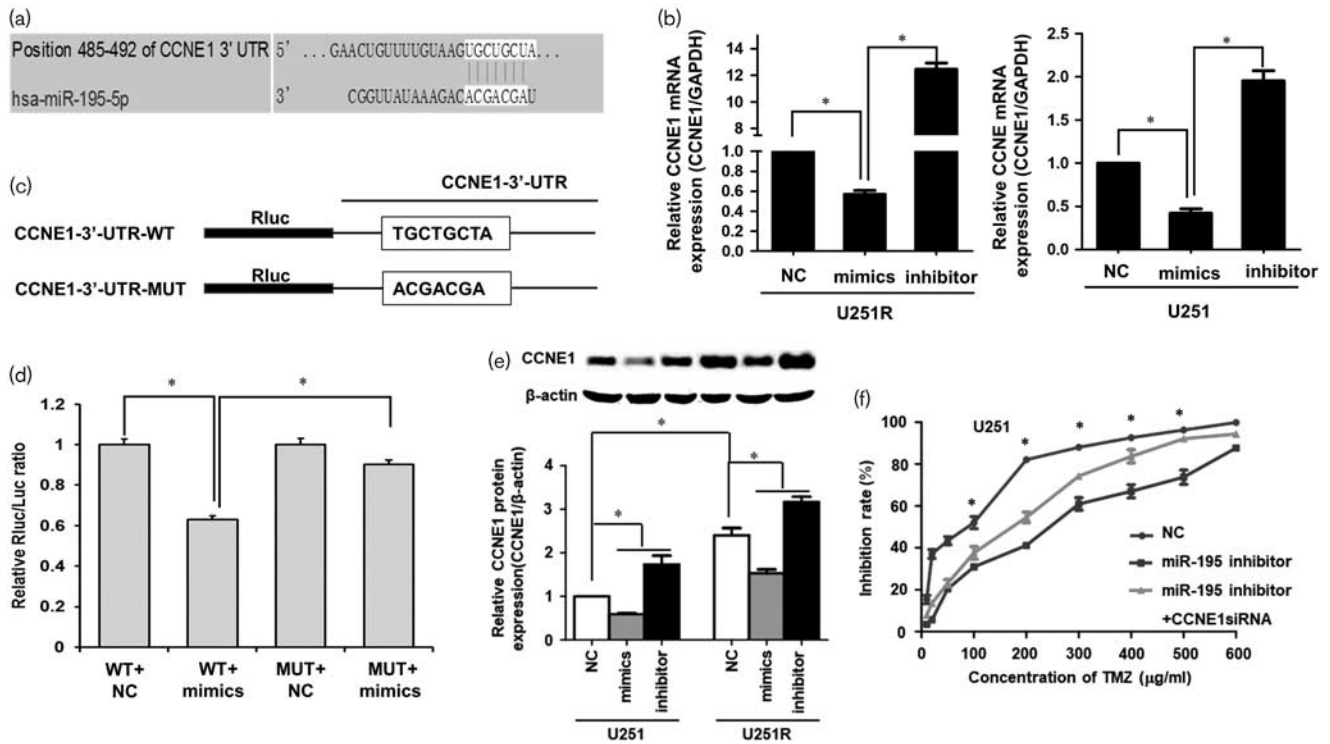 (a)
Position 485-492 of CCNE1 3' UTR 5' ...GAACUGUUUUGUAAGUGCUGCUA...
hsa-miR-195-5p 3' CGGUUAUAAAGACACGACGAU
(b)
Relative CCNE1 mRNA
expression (CCNE1/GAPDH)
14
12
10
8
6
4
2
1.0
0.8
0.6
0.4
0.2
0.0
*
*
NC mimics inhibitor
U251R
Relative CCNE mRNA
expression (CCNE1/GAPDH)
2.5
2.0
1.5
1.0
0.5
0.0
*
*
NC mimics inhibitor
U251
(c)
CCNE1-3'-UTR
CCNE1-3'-UTR-WT Rluc TGCTGCTA
CCNE1-3'-UTR-MUT Rluc ACGACGA
(d)
Relative Rluc/Luc ratio
1.2
1
0.8
0.6
0.4
0.2
0
* *
WT+ WT+ MUT+ MUT+
NC mimics NC mimics
(e)
CCNE1
β-actin
Relative CCNE1 protein
expression(CCNE1/β-actin)
4
3
2
1
0
*
*
*
NC mimics inhibitor NC mimics inhibitor
U251 U251R
(f)
Inhibition rate (%)
100
80
60
40
20
0
U251
* * * * *
NC
miR-195 inhibitor
miR-195 inhibitor
+CCNE1siRNA
0 100 200 300 400 500 600
Concentration of TMZ (μg/ml)